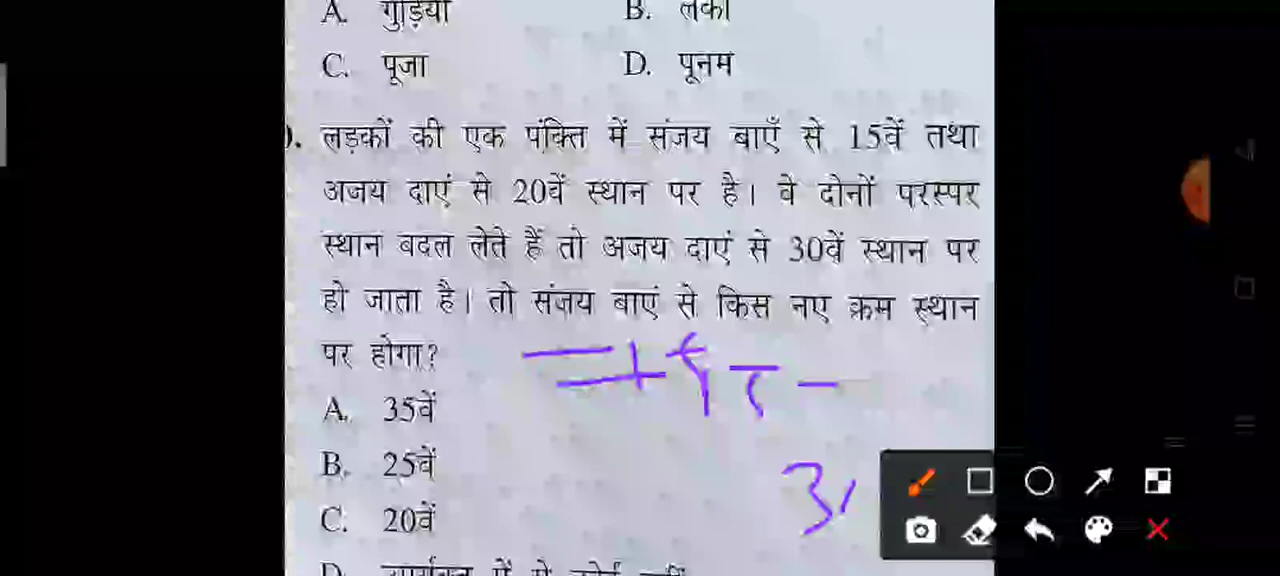 A. गुड़िया B.
C. पूजा D. पूनम
). लड़कों की एक पंक्ति में संजय बाएँ से 15वें तथा
अजय दाएं से 20वें स्थान पर है। वे दोनों परस्पर
स्थान बदल लेते हैं तो अजय दाएं से 30वें स्थान पर
हो जाता है। तो संजय बाएं से किस नए क्रम स्थान
पर होगा?
A. 35वें
B. 25वें
C. 20वें
D.